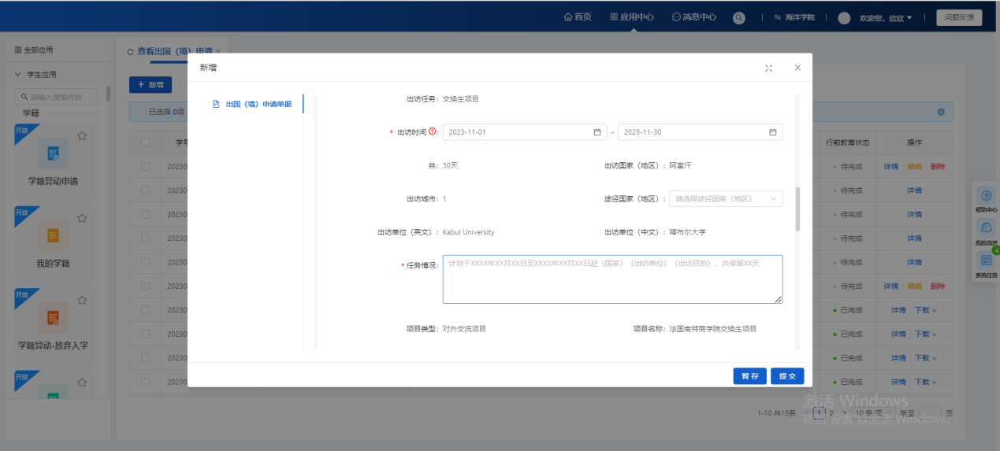 首页 应用中心 消息中心 海洋学院 欢迎您，欣欣 问题反馈
全部应用
查看出国（境）申请 ×
学生应用
新增
请输入搜索内容
已选择 0项
学籍
学号
行前教育状态 操作
开放
学籍异动申请
开放
我的学籍
开放
学籍异动-放弃入学
开放
20230 待完成 详情 编辑 删除
20230 待完成 详情
20230 待完成 详情
20230 待完成 详情
20230 待完成 详情
20230 待完成 详情 编辑 删除
20230 已完成 详情 下载
20230 已完成 详情 下载
20230 已完成 详情 下载
20230 已完成 详情 下载
新增
出国（境）申请单据
出访任务: 交换生项目
* 出访时间: 2023-11-01 ~ 2023-11-30
共: 30天 出访国家（地区）: 阿富汗
出访城市: 1 途径国家（地区）: 请选择途径国家（地区）
出访单位（英文）: Kabul University 出访单位（中文）: 喀布尔大学
* 任务情况: 计划于XXXX年XX月XX日至XXXX年XX月XX日赴（国家）（出访单位）（出访目的），共停留XX天
项目类型: 对外交流项目 项目名称: 法国南特商学院交换生项目
暂存 提交
1-10 共18条 1 2 10 条/页 跳至 页
帮助中心
我的消息
4
系统任务
激活 Windows
转到"设置"以激活 Windows。